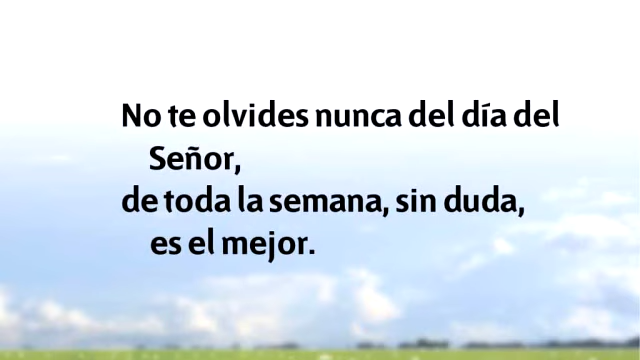 No te olvides nunca del día del
Señor,
de toda la semana, sin duda,
es el mejor.